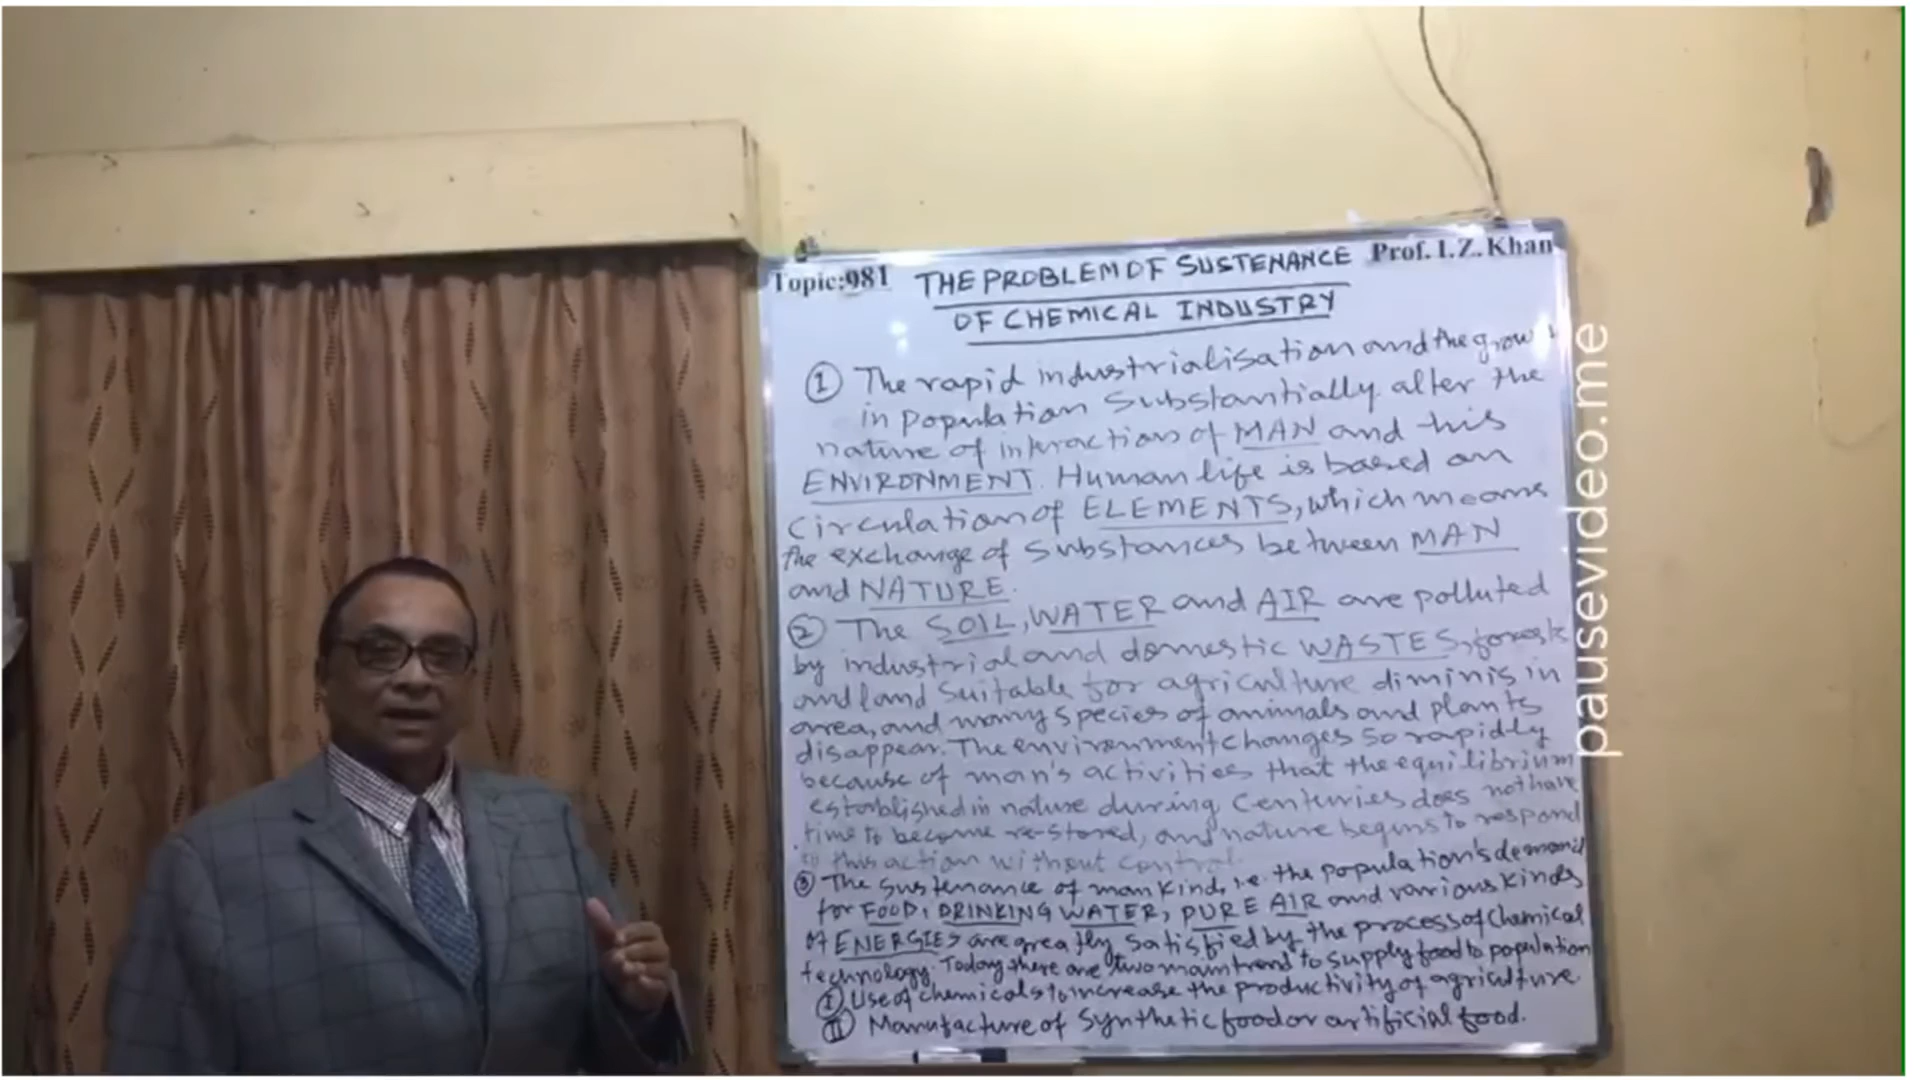 Topic:981 THE PROBLEM OF SUSTENANCE Prof. I.Z. Khan
OF CHEMICAL INDUSTRY
① The rapid industrialisation and the grow
in population substantially alter the
nature of interaction of MAN and his
ENVIRONMENT. Human life is based on
circulation of ELEMENTS, which means
the exchange of substances between MAN
and NATURE.
② The SOIL, WATER and AIR are polluted
by industrial and domestic WASTES, forests
and land suitable for agriculture diminis in
area, and many species of animals and plants
disappear. The environment changes so rapidly
because of man's activities that the equilibrium
established in nature during centuries does not have
time to become re-stored, and nature begins to respond
to this action without control.
③ The sustenance of mankind, i.e. the population's demand
for FOOD, DRINKING WATER, PURE AIR and various kinds
of ENERGIES are greatly satisfied by the process of chemical
technology. Today there are two main trend to supply food to population
Ⓘ Use of chemicals to increase the productivity of agriculture
Ⅱ Manufacture of synthetic food or artificial food.
pausevideo.me